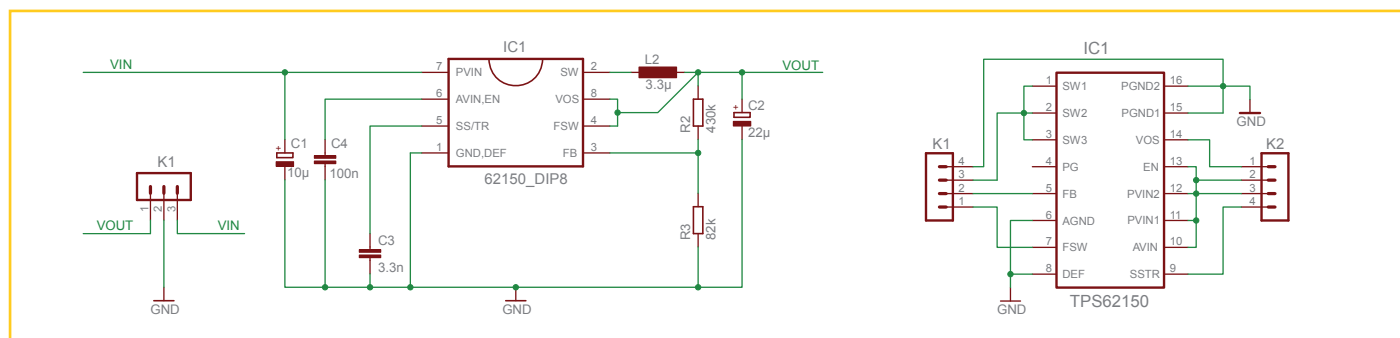 IC1
VIN
7 PVIN
6 AVIN,EN
5 SS/TR
1 GND,DEF
SW 2
VOS 8
FSW 4
FB 3
62150_DIP8
L2
3.3µ
VOUT
R2
430k
+
C2
22µ
R3
82k
+
C1
10µ
C4
100n
C3
3.3n
GND
K1
1 2 3
VOUT
VIN
GND
IC1
1 SW1
2 SW2
3 SW3
4 PG
5 FB
6 AGND
7 FSW
8 DEF
PGND2 16
PGND1 15
VOS 14
EN 13
PVIN2 12
PVIN1 11
AVIN 10
SSTR 9
TPS62150
K1
4
3
2
1
K2
1
2
3
4
GND
GND